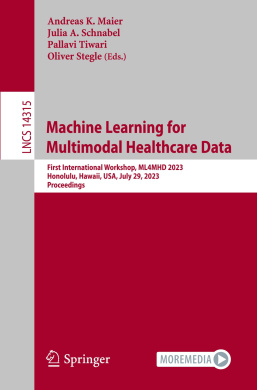 Andreas K. Maier
Julia A. Schnabel
Pallavi Tiwari
Oliver Stegle (Eds.)
LNCS 14315
Machine Learning for
Multimodal Healthcare Data
First International Workshop, ML4MHD 2023
Honolulu, Hawaii, USA, July 29, 2023
Proceedings
Springer
MOREMEDIA